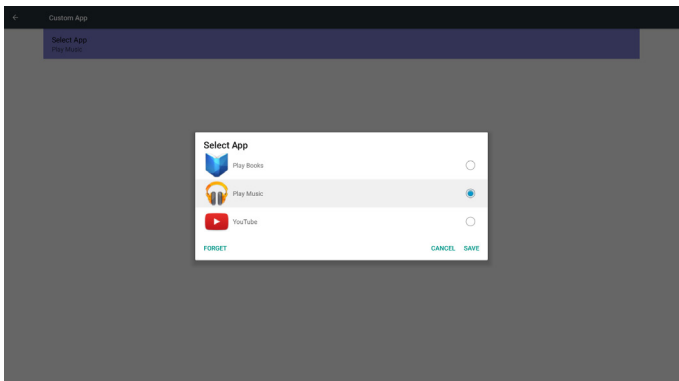 Custom App
Select App
Play Music
Select App
Play Books
Play Music
YouTube
FORGET CANCEL SAVE